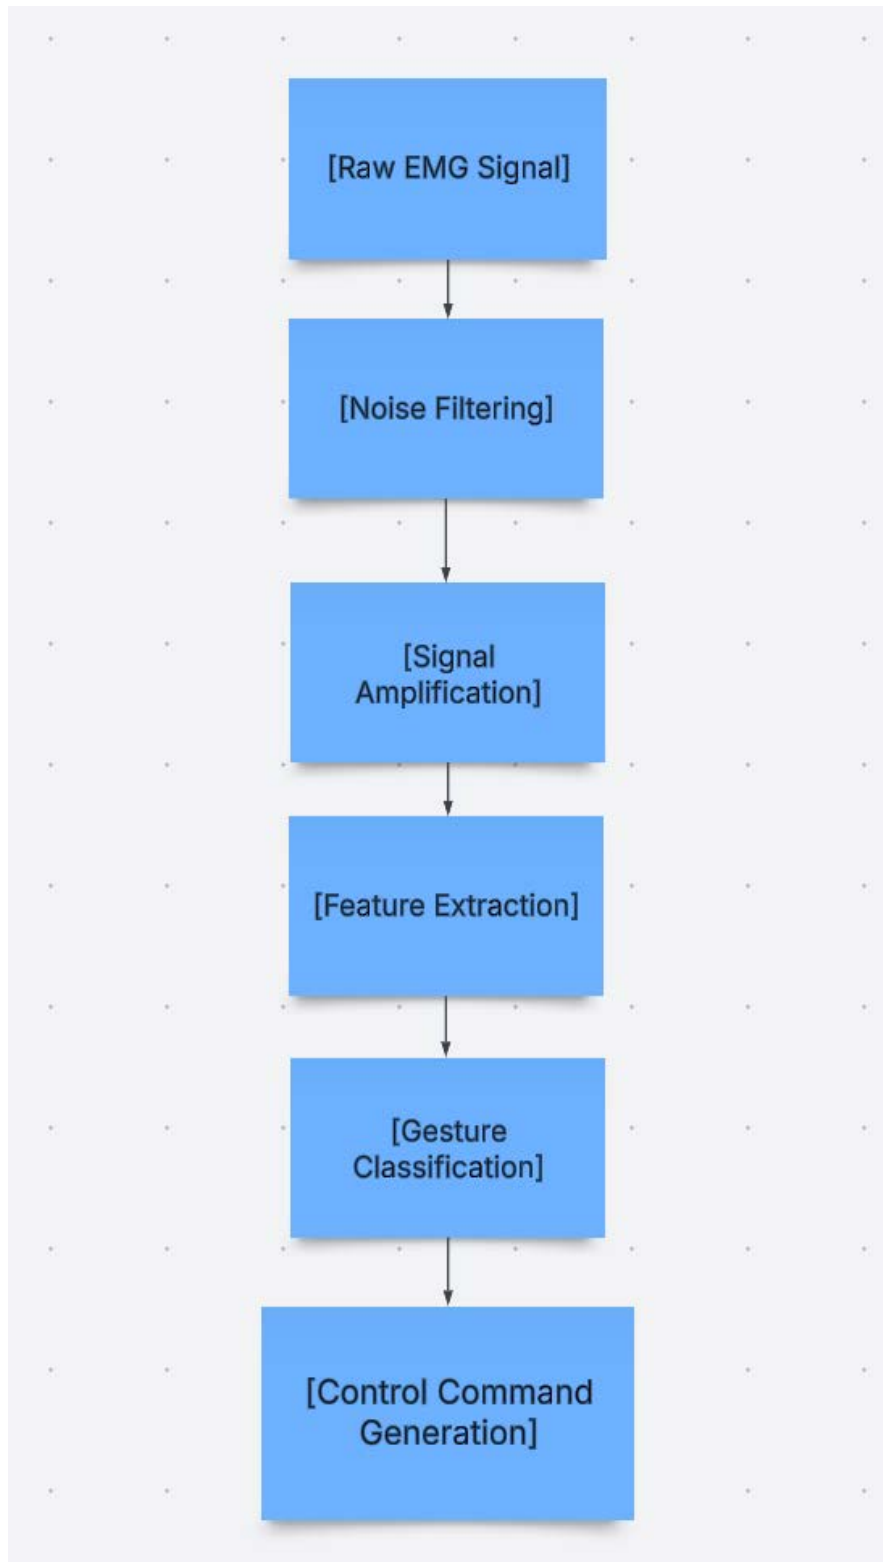 [Raw EMG Signal]
[Noise Filtering]
[Signal
Amplification]
[Feature Extraction]
[Gesture
Classification]
[Control Command
Generation]